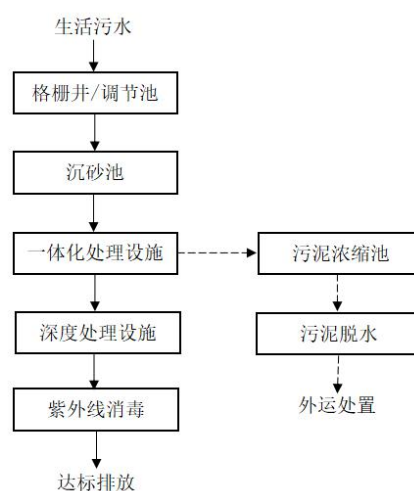 生活污水
格栅井/调节池
沉砂池
一体化处理设施
污泥浓缩池
深度处理设施
污泥脱水
紫外线消毒
外运处置
达标排放